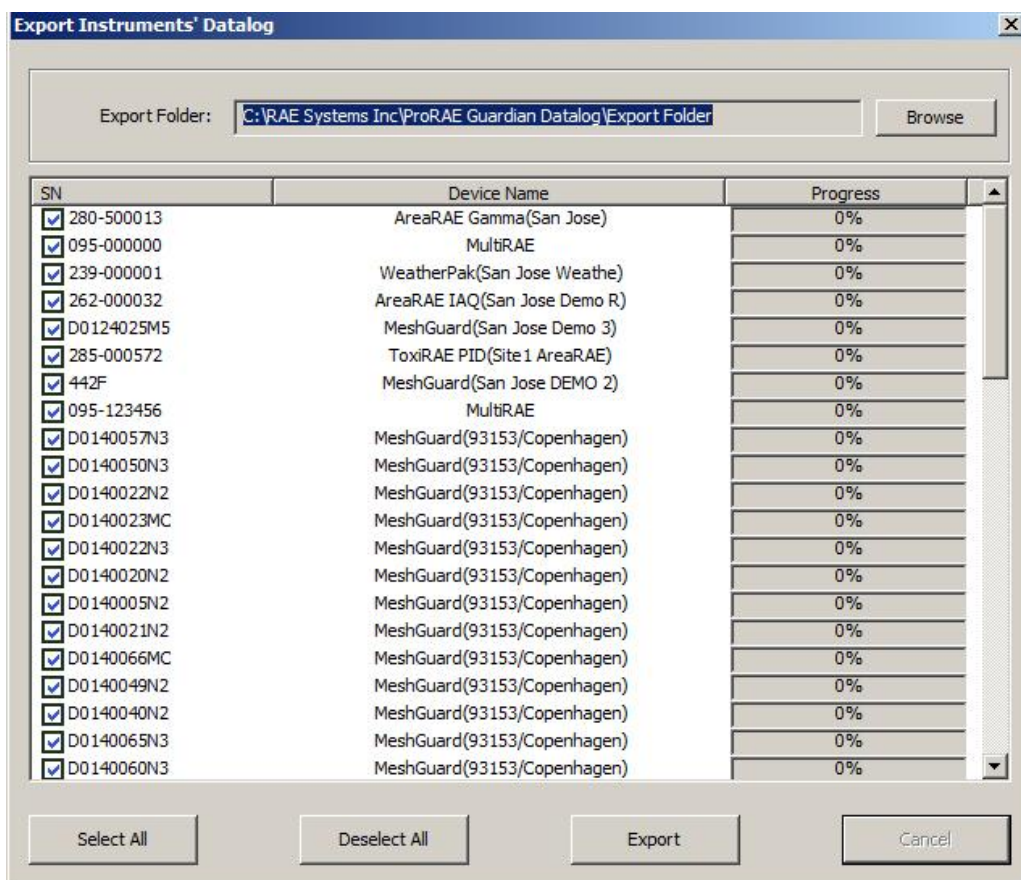 Export Instruments' Datalog
Export Folder: C:\RAE Systems Inc\ProRAE Guardian Datalog\Export Folder Browse
SN Device Name Progress
280-500013 AreaRAE Gamma(San Jose) 0%
095-000000 MultiRAE 0%
239-000001 WeatherPak(San Jose Weathe) 0%
262-000032 AreaRAE IAQ(San Jose Demo R) 0%
D0124025M5 MeshGuard(San Jose Demo 3) 0%
285-000572 ToxiRAE PID(Site1 AreaRAE) 0%
442F MeshGuard(San Jose DEMO 2) 0%
095-123456 MultiRAE 0%
D0140057N3 MeshGuard(93153/Copenhagen) 0%
D0140050N3 MeshGuard(93153/Copenhagen) 0%
D0140022N2 MeshGuard(93153/Copenhagen) 0%
D0140023MC MeshGuard(93153/Copenhagen) 0%
D0140022N3 MeshGuard(93153/Copenhagen) 0%
D0140020N2 MeshGuard(93153/Copenhagen) 0%
D0140005N2 MeshGuard(93153/Copenhagen) 0%
D0140021N2 MeshGuard(93153/Copenhagen) 0%
D0140066MC MeshGuard(93153/Copenhagen) 0%
D0140049N2 MeshGuard(93153/Copenhagen) 0%
D0140040N2 MeshGuard(93153/Copenhagen) 0%
D0140065N3 MeshGuard(93153/Copenhagen) 0%
D0140060N3 MeshGuard(93153/Copenhagen) 0%
Select All Deselect All Export Cancel